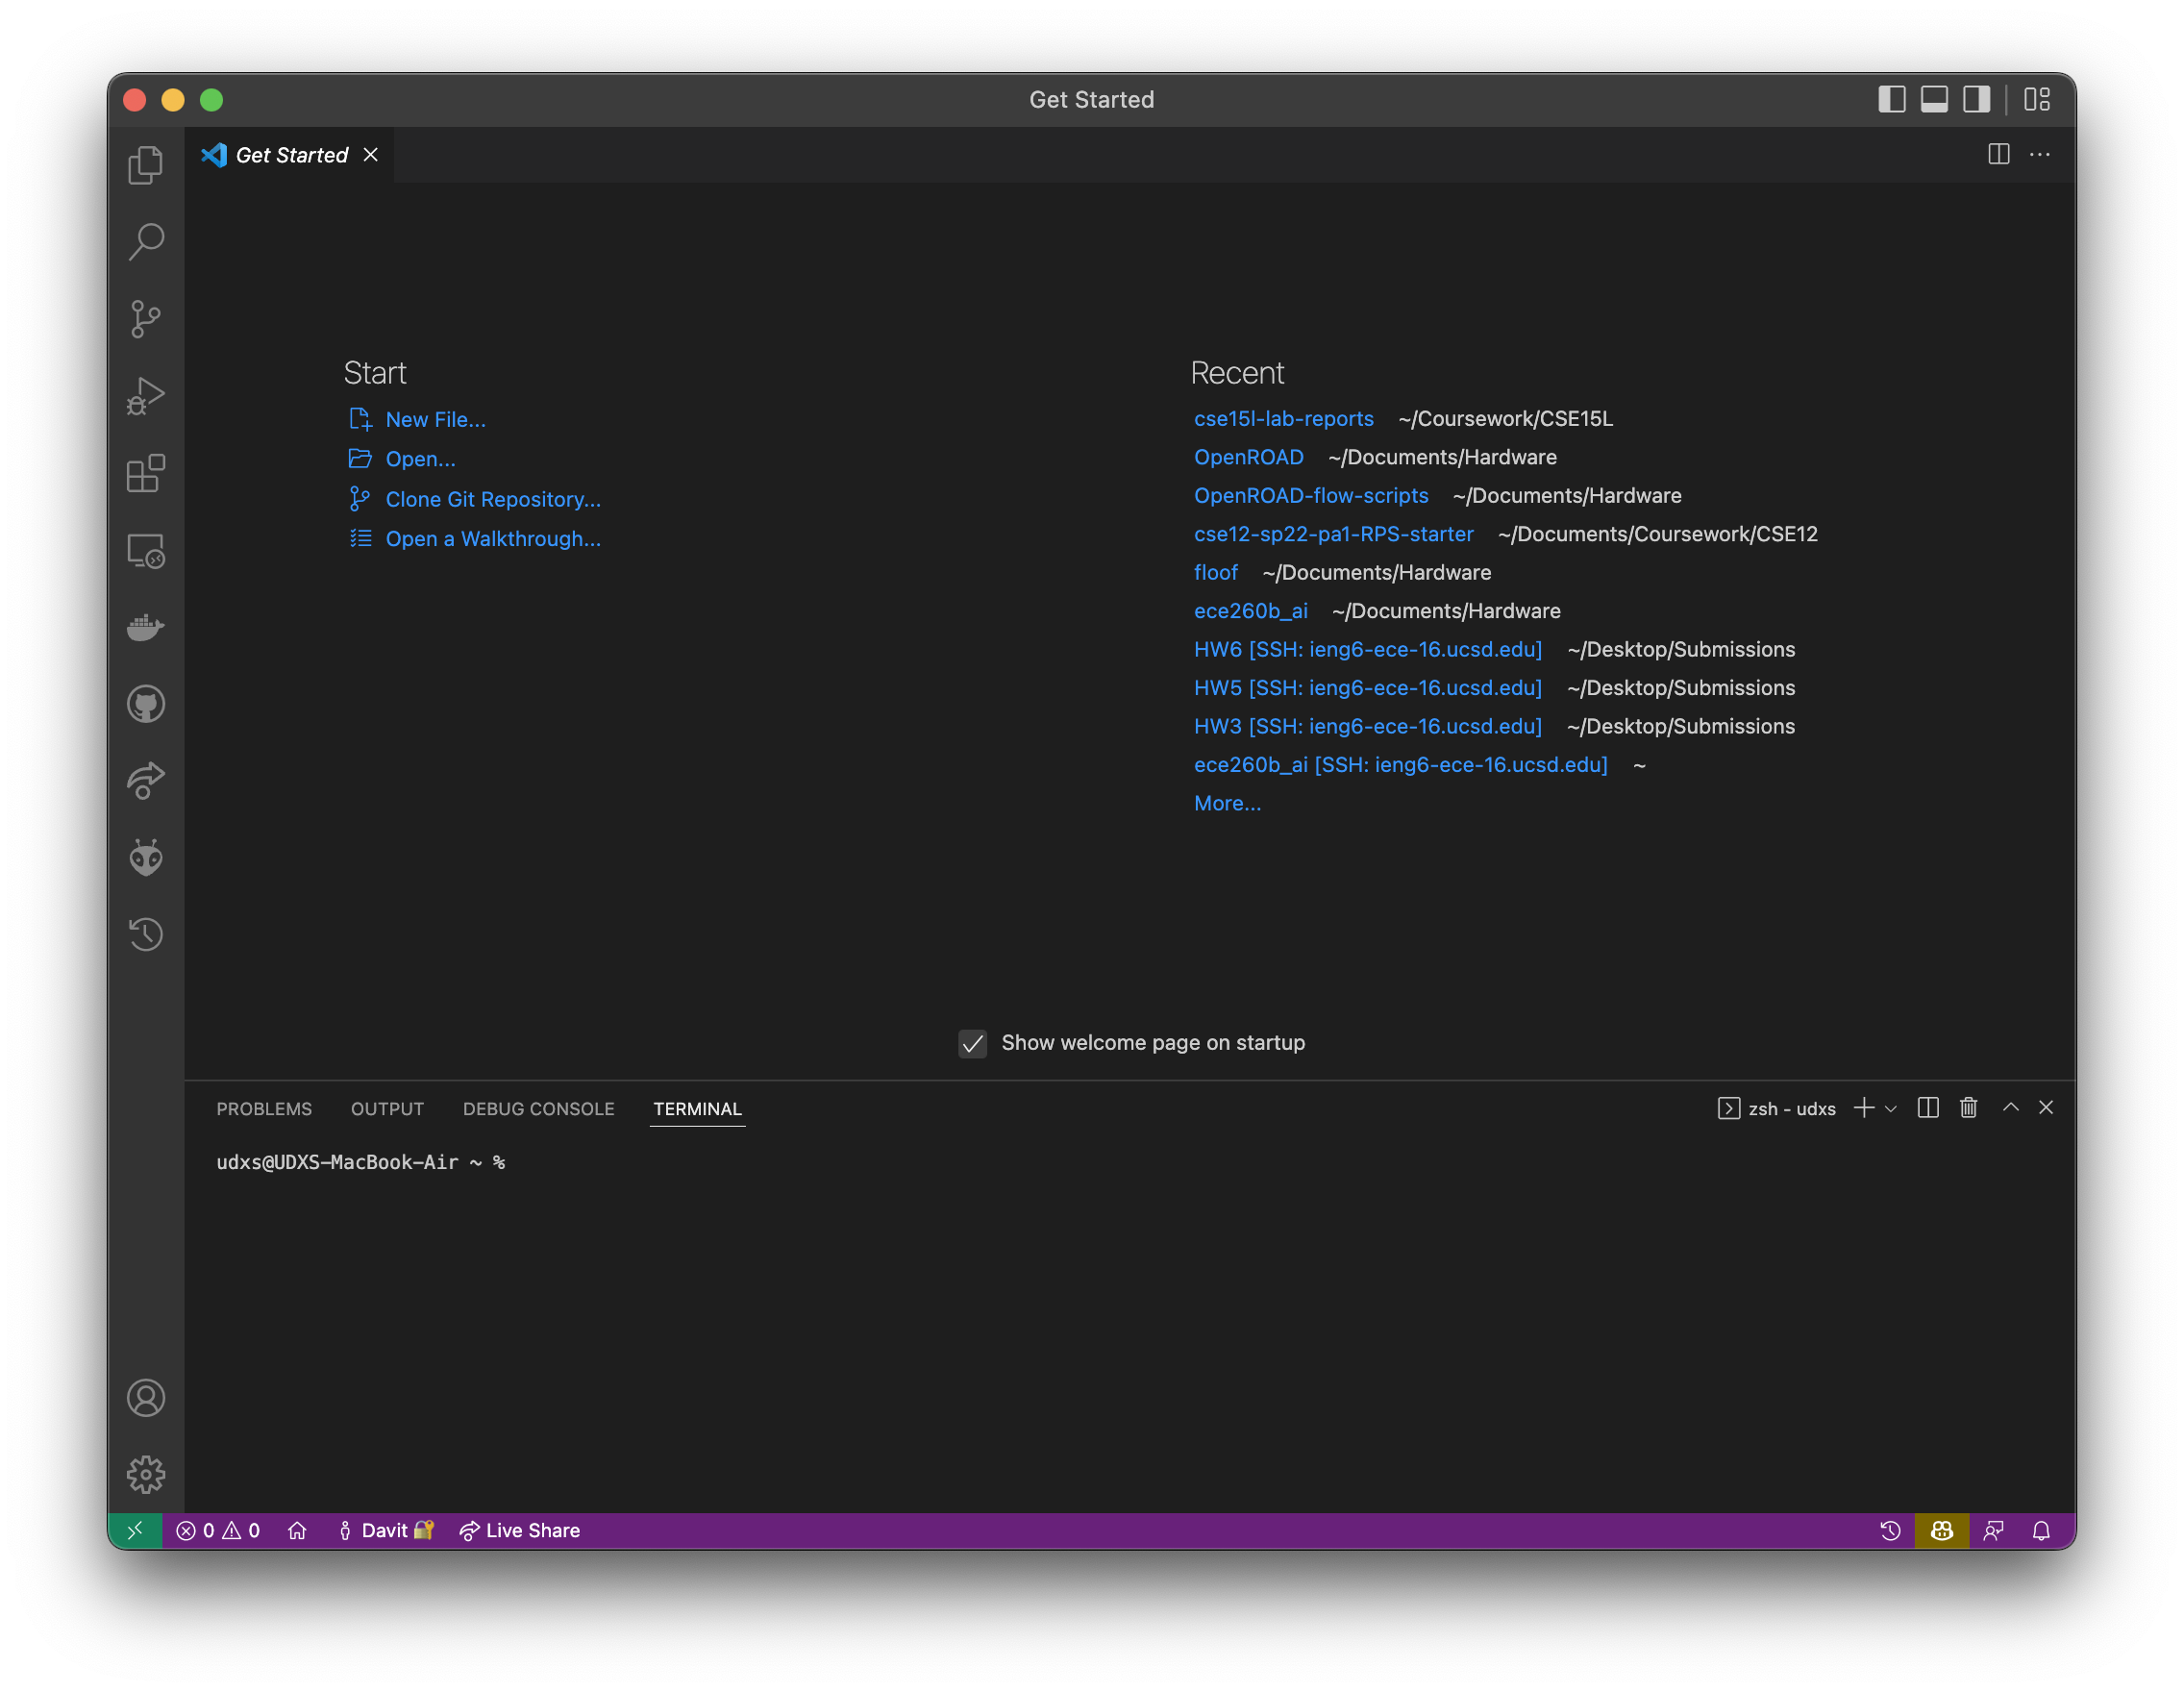 Get Started
Get Started
Start
New File...
Open...
Clone Git Repository...
Open a Walkthrough...
Recent
cse15l-lab-reports ~/Coursework/CSE15L
OpenROAD ~/Documents/Hardware
OpenROAD-flow-scripts ~/Documents/Hardware
cse12-sp22-pa1-RPS-starter ~/Documents/Coursework/CSE12
floof ~/Documents/Hardware
ece260b_ai ~/Documents/Hardware
HW6 [SSH: ieng6-ece-16.ucsd.edu] ~/Desktop/Submissions
HW5 [SSH: ieng6-ece-16.ucsd.edu] ~/Desktop/Submissions
HW3 [SSH: ieng6-ece-16.ucsd.edu] ~/Desktop/Submissions
ece260b_ai [SSH: ieng6-ece-16.ucsd.edu] ~
More...
Show welcome page on startup
PROBLEMS OUTPUT DEBUG CONSOLE TERMINAL zsh - udxs
udxs@UDXS-MacBook-Air ~ %
0 0 Davit 🔐 Live Share